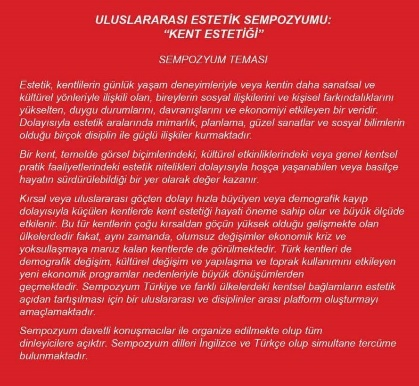 ULUSLARARASI ESTETİK SEMPOZYUMU:
“KENT ESTETİĞİ”
SEMPOZYUM TEMASI
Estetik, kentlilerin günlük yaşam deneyimleriyle veya kentin daha sanatsal ve
kültürel yönleriyle ilişkili olan, bireylerin sosyal ilişkilerini ve kişisel farkındalıklarını
yükselten, duygu durumlarını, davranışlarını ve ekonomiyi etkileyen bir veridir.
Dolayısıyla estetik aralarında mimarlık, planlama, güzel sanatlar ve sosyal bilimlerin
olduğu birçok disiplin ile güçlü ilişkiler kurmaktadır.
Bir kent, temelde görsel biçimlerindeki, kültürel etkinliklerindeki veya genel kentsel
pratik faaliyetlerindeki estetik nitelikleri dolayısıyla hoşça yaşanabilen veya basitçe
hayatın sürdürülebildiği bir yer olarak değer kazanır.
Kırsal veya uluslararası göçten dolayı hızla büyüyen veya demografik kayıp
dolayısıyla küçülen kentlerde kent estetiği hayati öneme sahip olur ve büyük ölçüde
etkilenir. Bu tür kentlerin çoğu kırsaldan göçün yüksek olduğu gelişmekte olan
ülkelerdedir fakat, aynı zamanda, olumsuz değişimler ekonomik kriz ve
yoksullaşmaya maruz kalan kentlerde de görülmektedir. Türk kentleri de
demografik değişim, kültürel değişim ve yapılaşma ve toprak kullanımını etkileyen
yeni ekonomik programlar nedenleriyle büyük dönüşümlerden
geçmektedir. Sempozyum Türkiye ve farklı ülkelerdeki kentsel bağlamların estetik
açıdan tartışılması için bir uluslararası ve disiplinler arası platform oluşturmayı
amaçlamaktadır.
Sempozyum davetli konuşmacılar ile organize edilmekte olup tüm
dinleyicilere açıktır. Sempozyum dilleri İngilizce ve Türkçe olup simultane tercüme
bulunmaktadır.